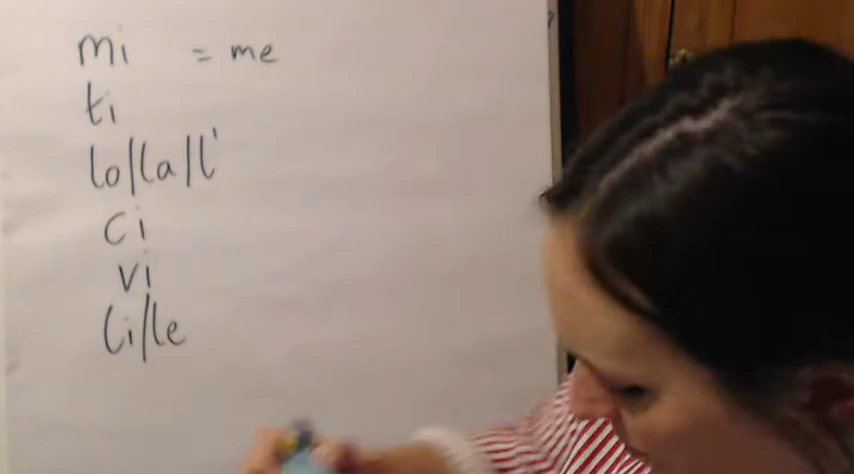 mi = me
ti
lo/la/l'
ci
vi
li/le